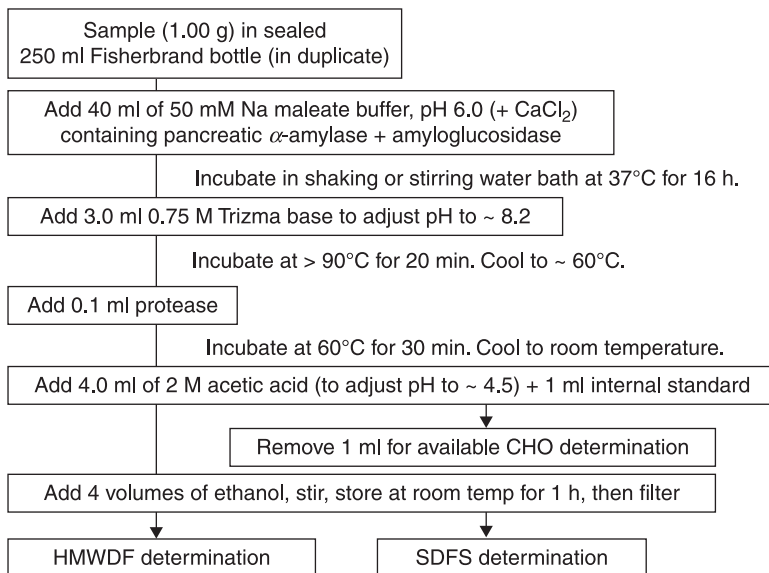 Sample (1.00 g) in sealed
250 ml Fisherbrand bottle (in duplicate)
Add 40 ml of 50 mM Na maleate buffer, pH 6.0 (+ CaCl₂)
containing pancreatic α-amylase + amyloglucosidase
Incubate in shaking or stirring water bath at 37°C for 16 h.
Add 3.0 ml 0.75 M Trizma base to adjust pH to ~ 8.2
Incubate at > 90°C for 20 min. Cool to ~ 60°C.
Add 0.1 ml protease
Incubate at 60°C for 30 min. Cool to room temperature.
Add 4.0 ml of 2 M acetic acid (to adjust pH to ~ 4.5) + 1 ml internal standard
Remove 1 ml for available CHO determination
Add 4 volumes of ethanol, stir, store at room temp for 1 h, then filter
HMWDF determination
SDFS determination